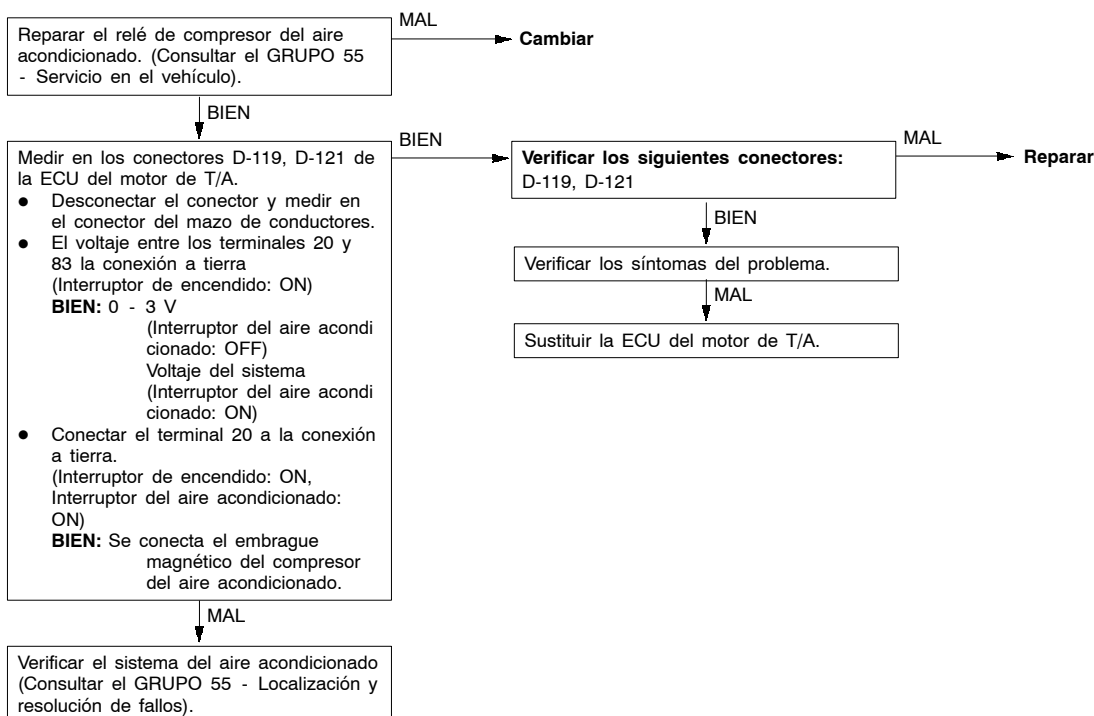 Reparar el relé de compresor del aire
acondicionado. (Consultar el GRUPO 55
- Servicio en el vehículo).
MAL
Cambiar
BIEN
Medir en los conectores D-119, D-121 de
la ECU del motor de T/A.
● Desconectar el conector y medir en
el conector del mazo de conductores.
● El voltaje entre los terminales 20 y
83 la conexión a tierra
(Interruptor de encendido: ON)
BIEN: 0 - 3 V
(Interruptor del aire acondi
cionado: OFF)
Voltaje del sistema
(Interruptor del aire acondi
cionado: ON)
● Conectar el terminal 20 a la conexión
a tierra.
(Interruptor de encendido: ON,
Interruptor del aire acondicionado:
ON)
BIEN: Se conecta el embrague
magnético del compresor
del aire acondicionado.
BIEN
Verificar los siguientes conectores:
D-119, D-121
MAL
Reparar
BIEN
Verificar los síntomas del problema.
MAL
Sustituir la ECU del motor de T/A.
MAL
Verificar el sistema del aire acondicionado
(Consultar el GRUPO 55 - Localización y
resolución de fallos).